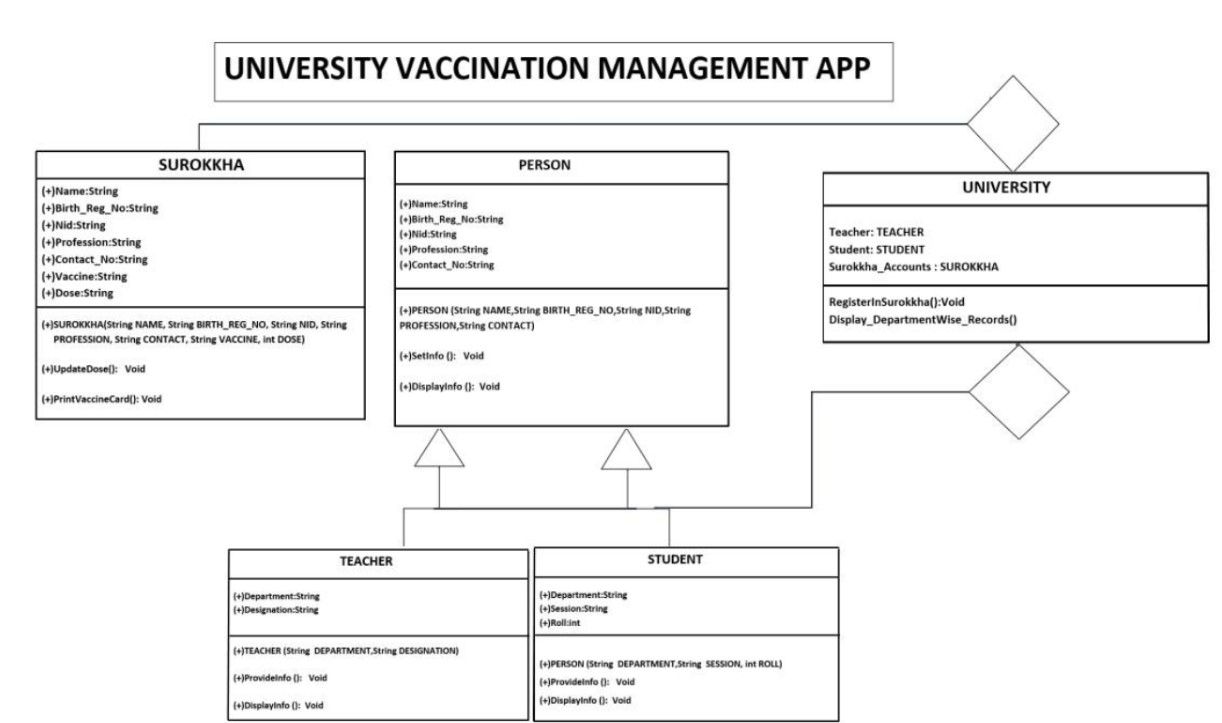 UNIVERSITY VACCINATION MANAGEMENT APP
SUROKKHA
(+)Name:String
(+)Birth_Reg_No:String
(+)Nid:String
(+)Profession:String
(+)Contact_No:String
(+)Vaccine:String
(+)Dose:String
(+)SUROKKHA(String NAME, String BIRTH_REG_NO, String NID, String
PROFESSION, String CONTACT, String VACCINE, int DOSE)
(+)UpdateDose(): Void
(+)PrintVaccineCard(): Void
PERSON
(+)Name:String
(+)Birth_Reg_No:String
(+)Nid:String
(+)Profession:String
(+)Contact_No:String
(+)PERSON (String NAME,String BIRTH_REG_NO,String NID,String
PROFESSION,String CONTACT)
(+)SetInfo (): Void
(+)DisplayInfo (): Void
UNIVERSITY
Teacher: TEACHER
Student: STUDENT
Surokkha_Accounts : SUROKKHA
RegisterInSurokkha():Void
Display_DepartmentWise_Records()
TEACHER
(+)Department:String
(+)Designation:String
(+)TEACHER (String DEPARTMENT,String DESIGNATION)
(+)ProvideInfo (): Void
(+)DisplayInfo (): Void
STUDENT
(+)Department:String
(+)Session:String
(+)Roll:int
(+)PERSON (String DEPARTMENT,String SESSION, int ROLL)
(+)ProvideInfo (): Void
(+)DisplayInfo (): Void